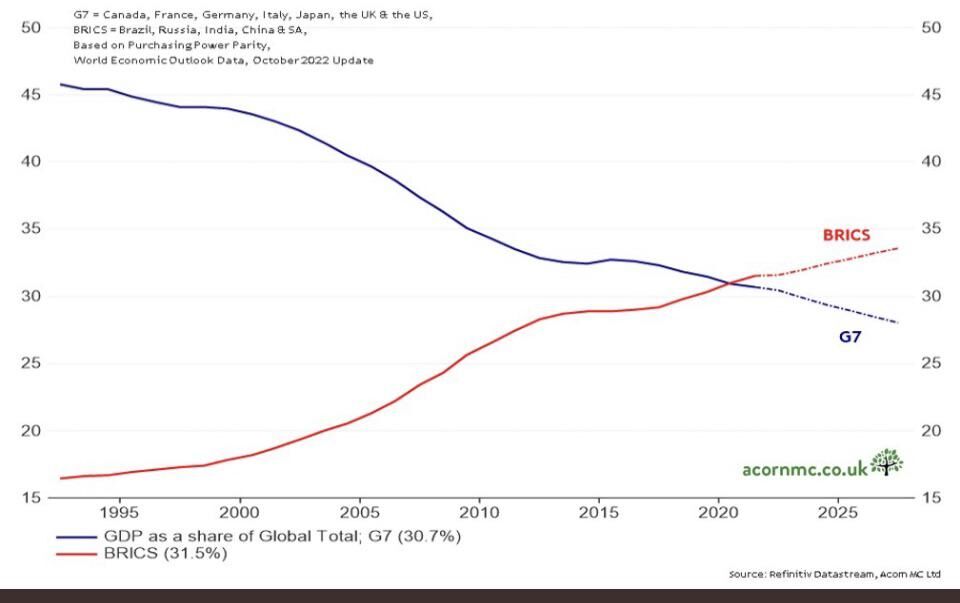 G7 = Canada, France, Germany, Italy, Japan, the UK & the US,
BRICS = Brazil, Russia, India, China & SA,
Based on Purchasing Power Parity,
World Economic Outlook Data, October 2022 Update
50 50
45 45
40 40
35 35
BRICS
30 30
G7
25 25
20 20
acornmc.co.uk
15 15
1995 2000 2005 2010 2015 2020 2025
GDP as a share of Global Total; G7 (30.7%)
BRICS (31.5%)
Source: Refinitiv Datastream, Acorn MC Ltd